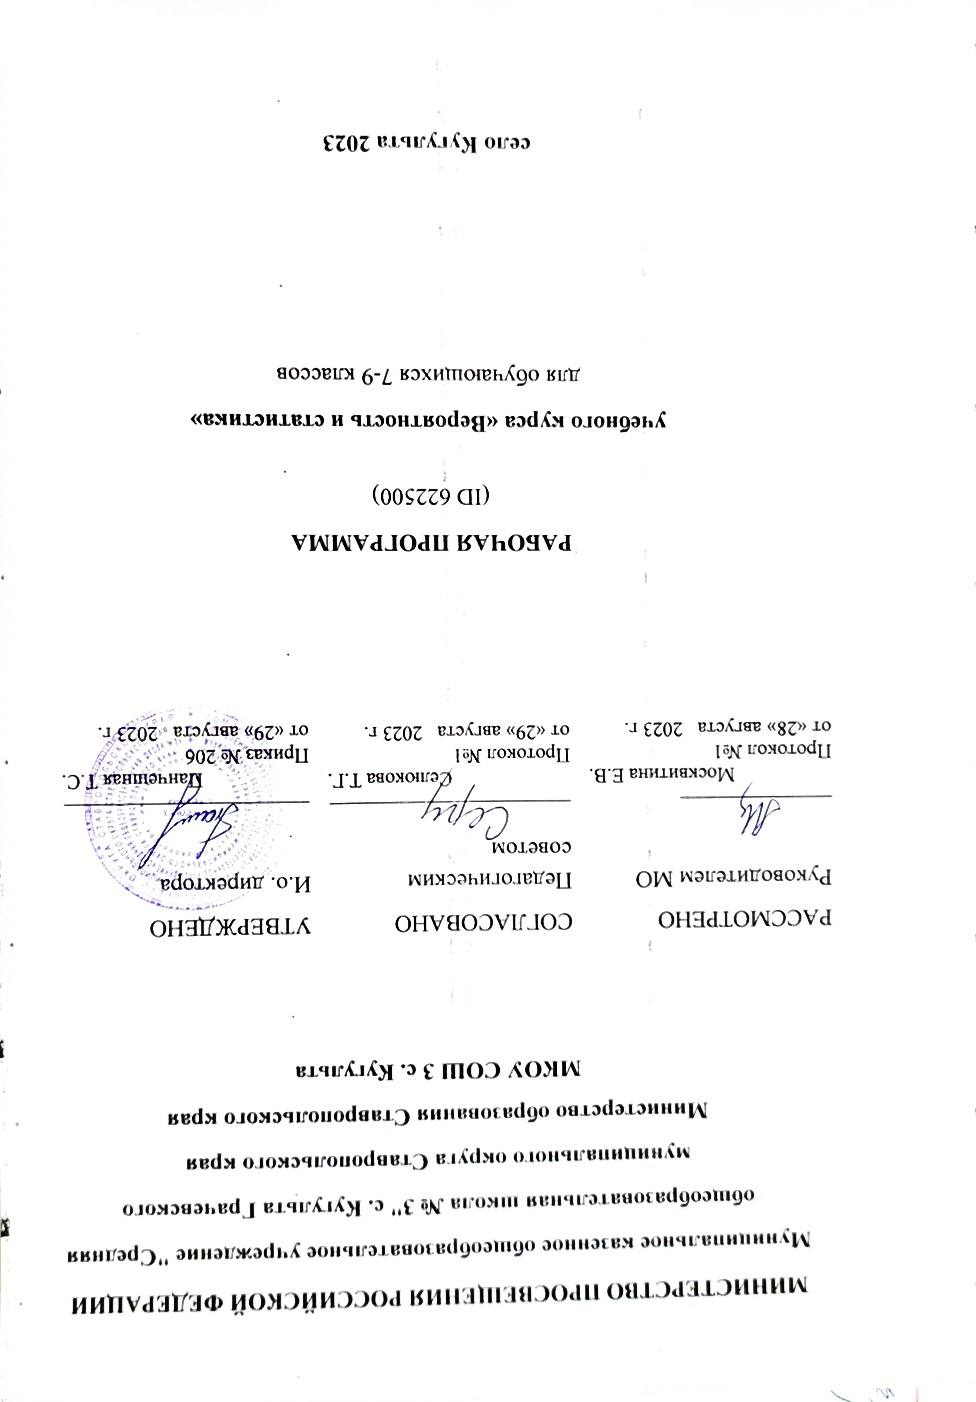 МИНИСТЕРСТВО ПРОСВЕЩЕНИЯ РОССИЙСКОЙ ФЕДЕРАЦИИ
Муниципальное казенное общеобразовательное учреждение "Средняя
общеобразовательная школа № 3" с. Кугульта Грачевского
муниципального округа Ставропольского края
Министерство образования Ставропольского края
МКОУ СОШ 3 с. Кугульта
РАССМОТРЕНО
Руководителем МО
Москвитина Е.В.
Протокол №1
от «28» августа 2023 г.
СОГЛАСОВАНО
Педагогическим
советом
Селюкова Т.Г.
Протокол №1
от «29» августа 2023 г.
УТВЕРЖДЕНО
И.о. директора
Панчешная Т.С.
Приказ № 206
от «29» августа 2023 г.
РАБОЧАЯ ПРОГРАММА
(ID 622500)
учебного курса «Вероятность и статистика»
для обучающихся 7-9 классов
село Кугульта 2023